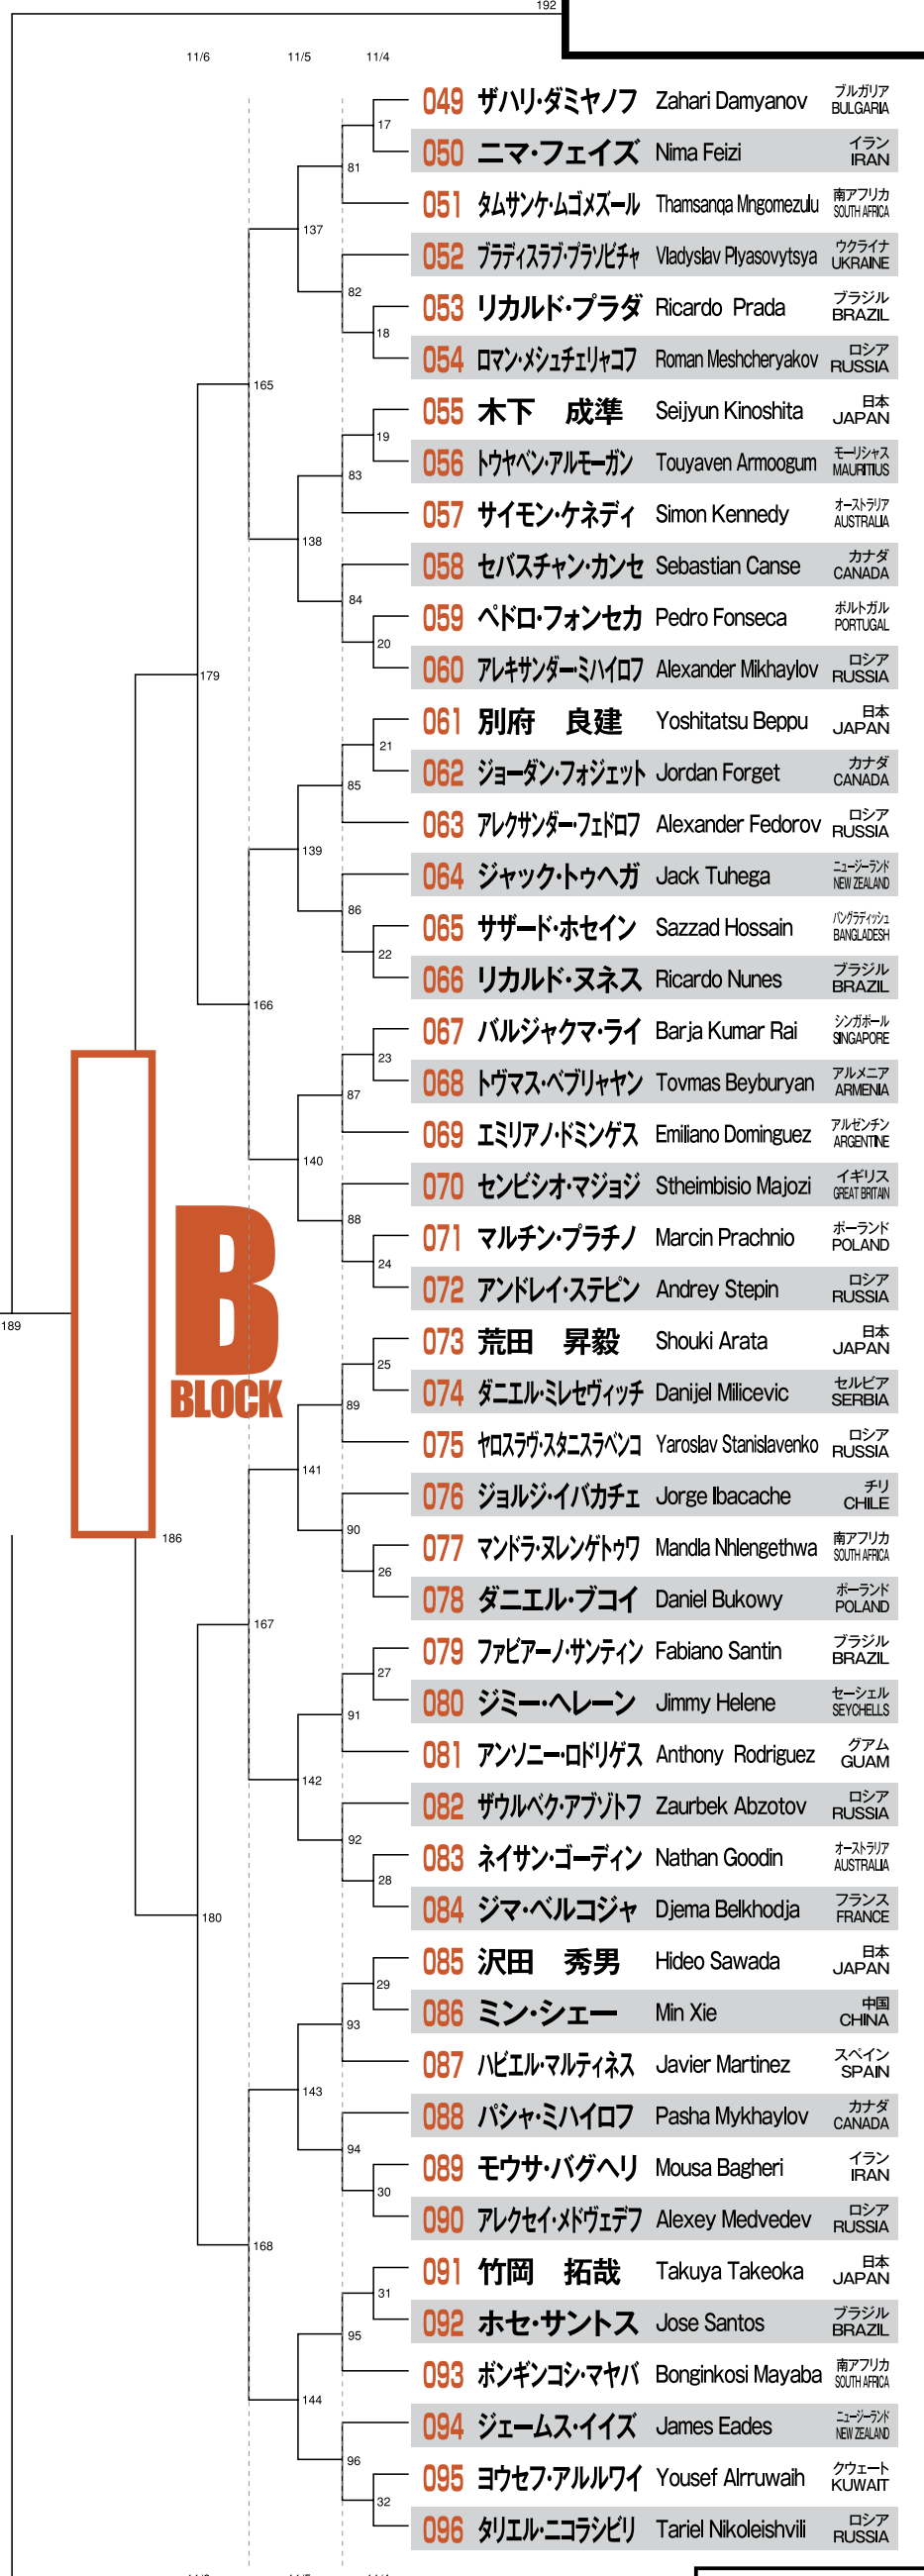 192
11/6 11/5 11/4
049 ザハリ・ダミヤノフ Zahari Damyanov ブルガリア BULGARIA
17
050 ニマ・フェイズ Nima Feizi イラン IRAN
81
051 タムサンケ・ムゴメズール Thamsanqa Mngomezulu 南アフリカ SOUTH AFRICA
137
052 ブラディスラブ・プラソビチャ Vladyslav Plyasovytsya ウクライナ UKRAINE
82
053 リカルド・プラダ Ricardo Prada ブラジル BRAZIL
18
054 ロマン・メシュチェリャコフ Roman Meshcheryakov ロシア RUSSIA
165
055 木下 成準 Seijyun Kinoshita 日本 JAPAN
19
056 トウヤベン・アルモーガン Touyaven Armoogum モーリシャス MAURITIUS
83
057 サイモン・ケネディ Simon Kennedy オーストラリア AUSTRALIA
138
058 セバスチャン・カンセ Sebastian Canse カナダ CANADA
84
059 ペドロ・フォンセカ Pedro Fonseca ポルトガル PORTUGAL
20
060 アレキサンダー・ミハイロフ Alexander Mikhaylov ロシア RUSSIA
179
061 別府 良建 Yoshitatsu Beppu 日本 JAPAN
21
062 ジョーダン・フォジェット Jordan Forget カナダ CANADA
85
063 アレクサンダー・フェドロフ Alexander Fedorov ロシア RUSSIA
139
064 ジャック・トゥヘガ Jack Tuhega ニュージーランド NEW ZEALAND
86
065 サザード・ホセイン Sazzad Hossain バングラディッシュ BANGLADESH
22
066 リカルド・ヌネス Ricardo Nunes ブラジル BRAZIL
166
067 バルジャクマ・ライ Barja Kumar Rai シンガポール SINGAPORE
23
068 トヴマス・ベブリャヤン Tovmas Beyburyan アルメニア ARMENIA
87
069 エミリアノ・ドミンゲス Emiliano Dominguez アルゼンチン ARGENTINE
140
070 センビシオ・マジョジ Stheimbisio Majozi イギリス GREAT BRITAIN
88
071 マルチン・プラチノ Marcin Prachnio ポーランド POLAND
24
072 アンドレイ・ステピン Andrey Stepin ロシア RUSSIA
B
BLOCK
189
073 荒田 昇毅 Shouki Arata 日本 JAPAN
25
074 ダニエル・ミレセヴィッチ Danijel Milicevic セルビア SERBIA
89
075 ヤロスラヴ・スタニスラベンコ Yaroslav Stanislavenko ロシア RUSSIA
141
076 ジョルジ・イバカチェ Jorge Ibacache チリ CHILE
90
186
077 マンドラ・ヌレンゲトゥワ Mandla Nhlengethwa 南アフリカ SOUTH AFRICA
26
078 ダニエル・ブコイ Daniel Bukowy ポーランド POLAND
167
079 ファビアーノ・サンティン Fabiano Santin ブラジル BRAZIL
27
080 ジミー・ヘレーン Jimmy Helene セーシェル SEYCHELLS
91
081 アンソニー・ロドリゲス Anthony Rodriguez グアム GUAM
142
082 ザウルベク・アブゾトフ Zaurbek Abzotov ロシア RUSSIA
92
083 ネイサン・ゴーディン Nathan Goodin オーストラリア AUSTRALIA
28
084 ジマ・ベルコジャ Djema Belkhodja フランス FRANCE
180
085 沢田 秀男 Hideo Sawada 日本 JAPAN
29
086 ミン・シェー Min Xie 中国 CHINA
93
087 ハビエル・マルティネス Javier Martinez スペイン SPAIN
143
088 パシャ・ミハイロフ Pasha Mykhaylov カナダ CANADA
94
089 モウサ・バグヘリ Mousa Bagheri イラン IRAN
30
090 アレクセイ・メドヴェデフ Alexey Medvedev ロシア RUSSIA
168
091 竹岡 拓哉 Takuya Takeoka 日本 JAPAN
31
092 ホセ・サントス Jose Santos ブラジル BRAZIL
95
093 ボンギンコシ・マヤバ Bonginkosi Mayaba 南アフリカ SOUTH AFRICA
144
094 ジェームス・イイズ James Eades ニュージーランド NEW ZEALAND
96
095 ヨウセフ・アルルワイ Yousef Alrruwaih クウェート KUWAIT
32
096 タリエル・ニコラシビリ Tariel Nikoleishvili ロシア RUSSIA